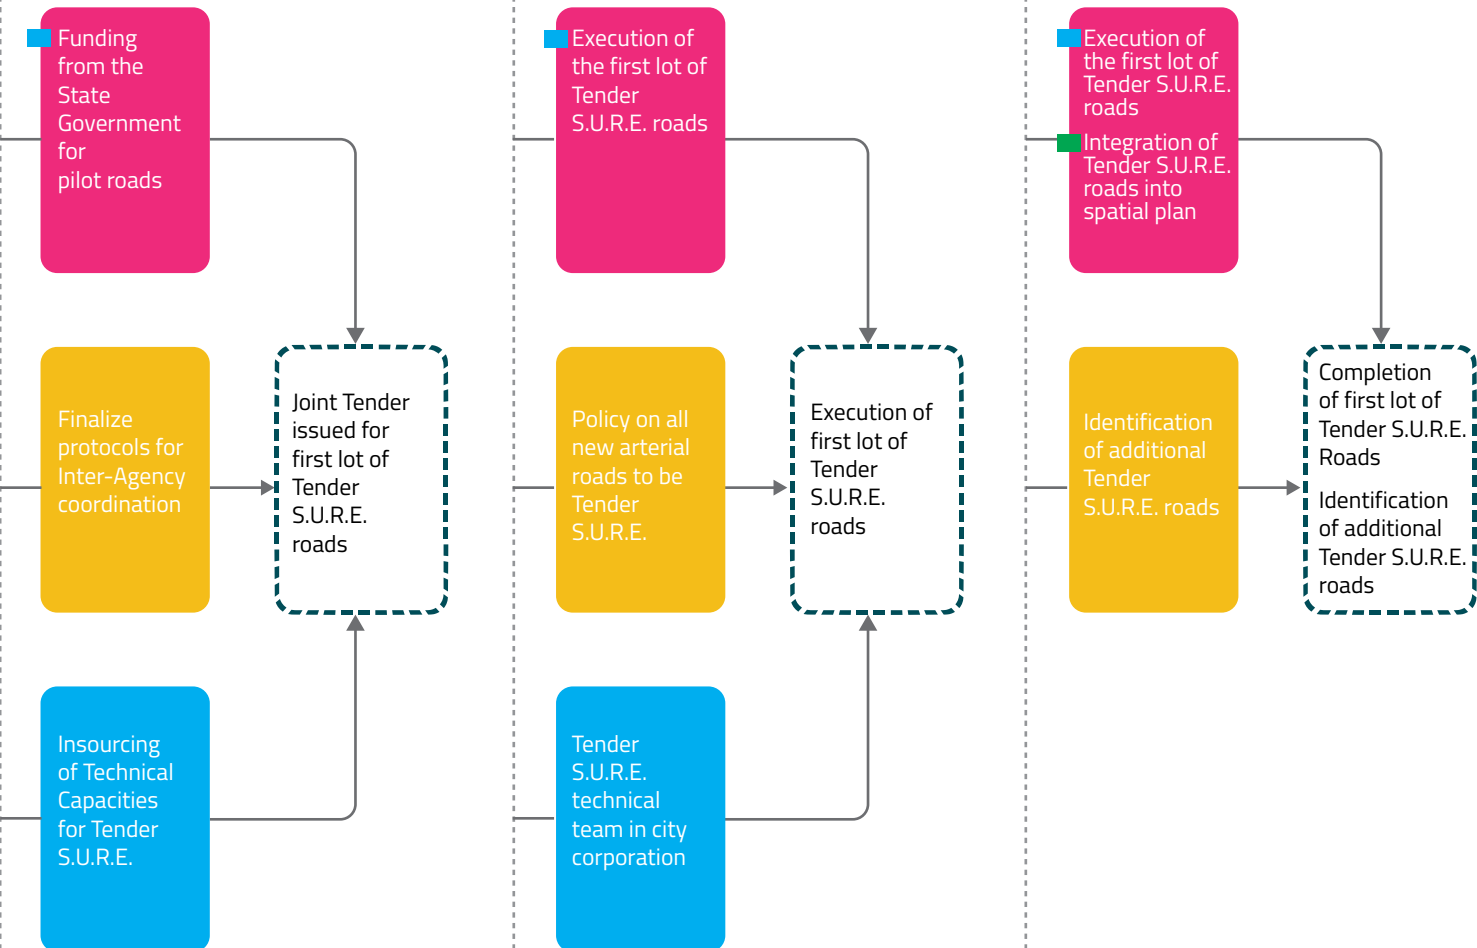 Funding
from the
State
Government
for
pilot roads
Finalize
protocols for
Inter-Agency
coordination
Insourcing
of Technical
Capacities
for Tender
S.U.R.E.
Joint Tender
issued for
first lot of
Tender
S.U.R.E.
roads
Execution of
the first lot of
Tender
S.U.R.E. roads
Policy on all
new arterial
roads to be
Tender
S.U.R.E.
Tender
S.U.R.E.
technical
team in city
corporation
Execution of
first lot of
Tender
S.U.R.E.
roads
Execution of
the first lot of
Tender S.U.R.E.
roads
Integration of
Tender S.U.R.E.
roads into
spatial plan
Identification
of additional
Tender
S.U.R.E. roads
Completion
of first lot of
Tender S.U.R.E.
Roads
Identification
of additional
Tender S.U.R.E.
roads